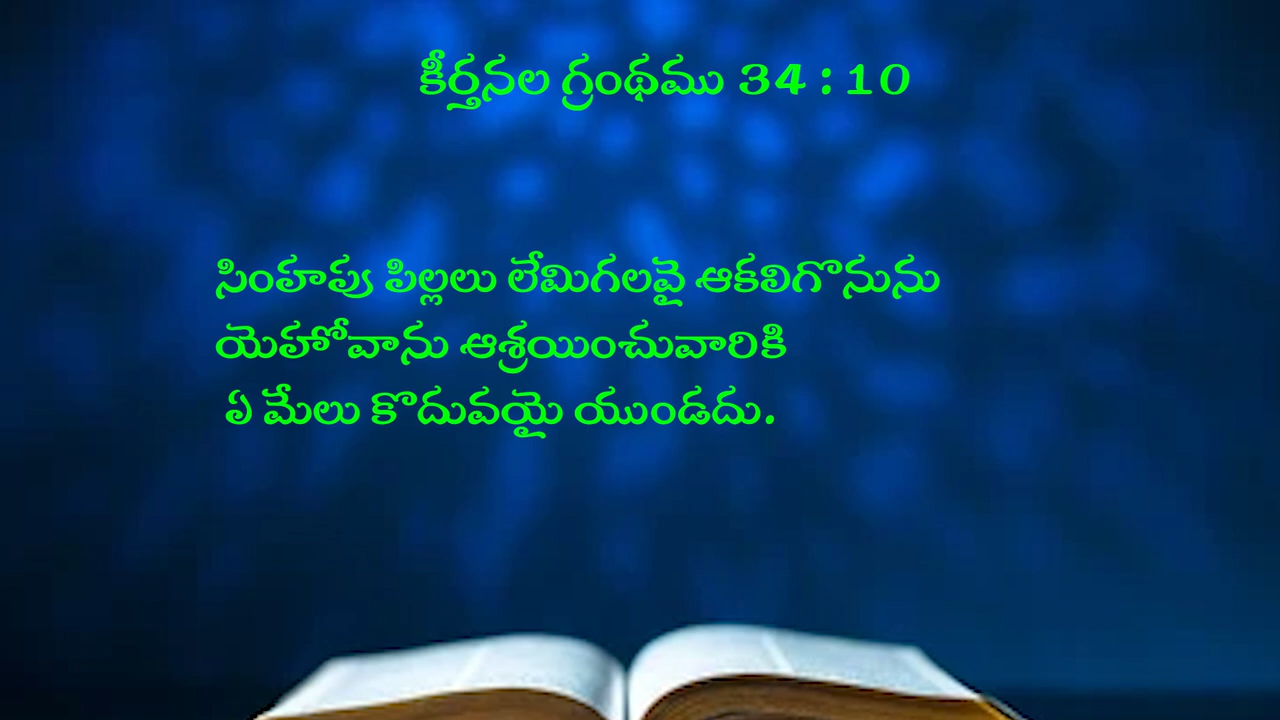 కీర్తనల గ్రంథము 34 : 10
సింహపు పిల్లలు లేమిగలవై ఆకలిగొనును
యెహోవాను ఆశ్రయించువారికి
ఏ మేలు కొదువయై యుండదు.